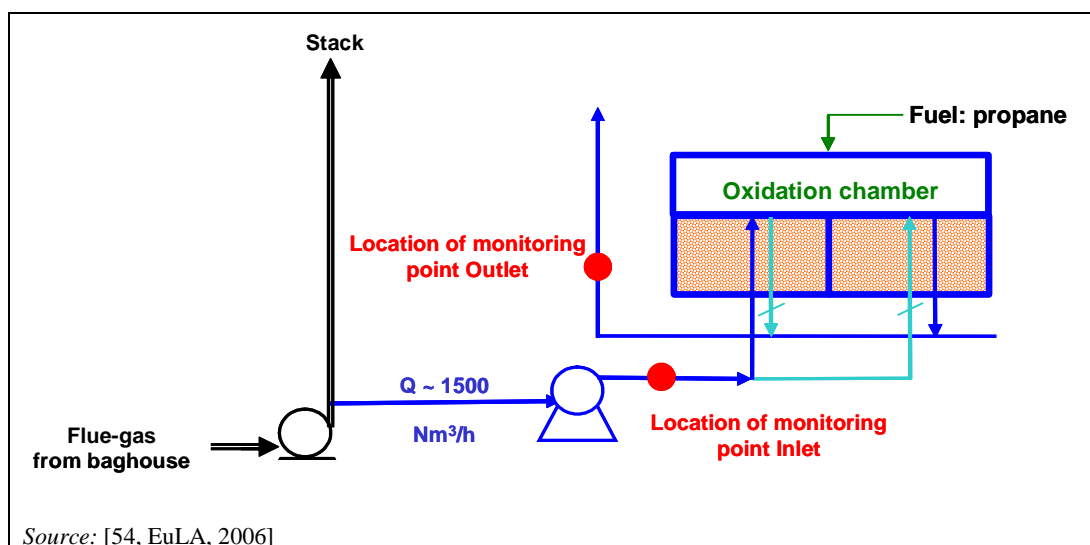 Stack
Fuel: propane
Oxidation chamber
Location of monitoring
point Outlet
Q ~ 1500
Nm³/h
Location of monitoring
point Inlet
Flue-gas
from baghouse
Source: [54, EuLA, 2006]